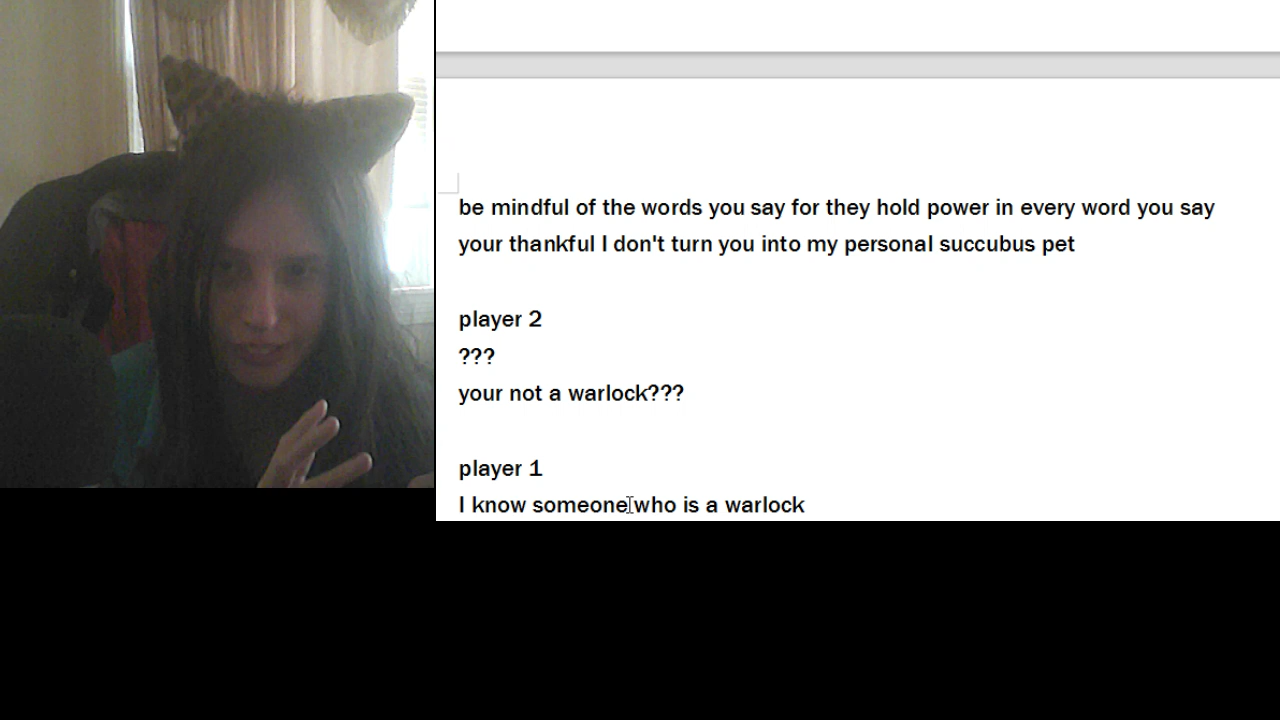 be mindful of the words you say for they hold power in every word you say
your thankful I don't turn you into my personal succubus pet
player 2
???
your not a warlock???
player 1
I know someone who is a warlock